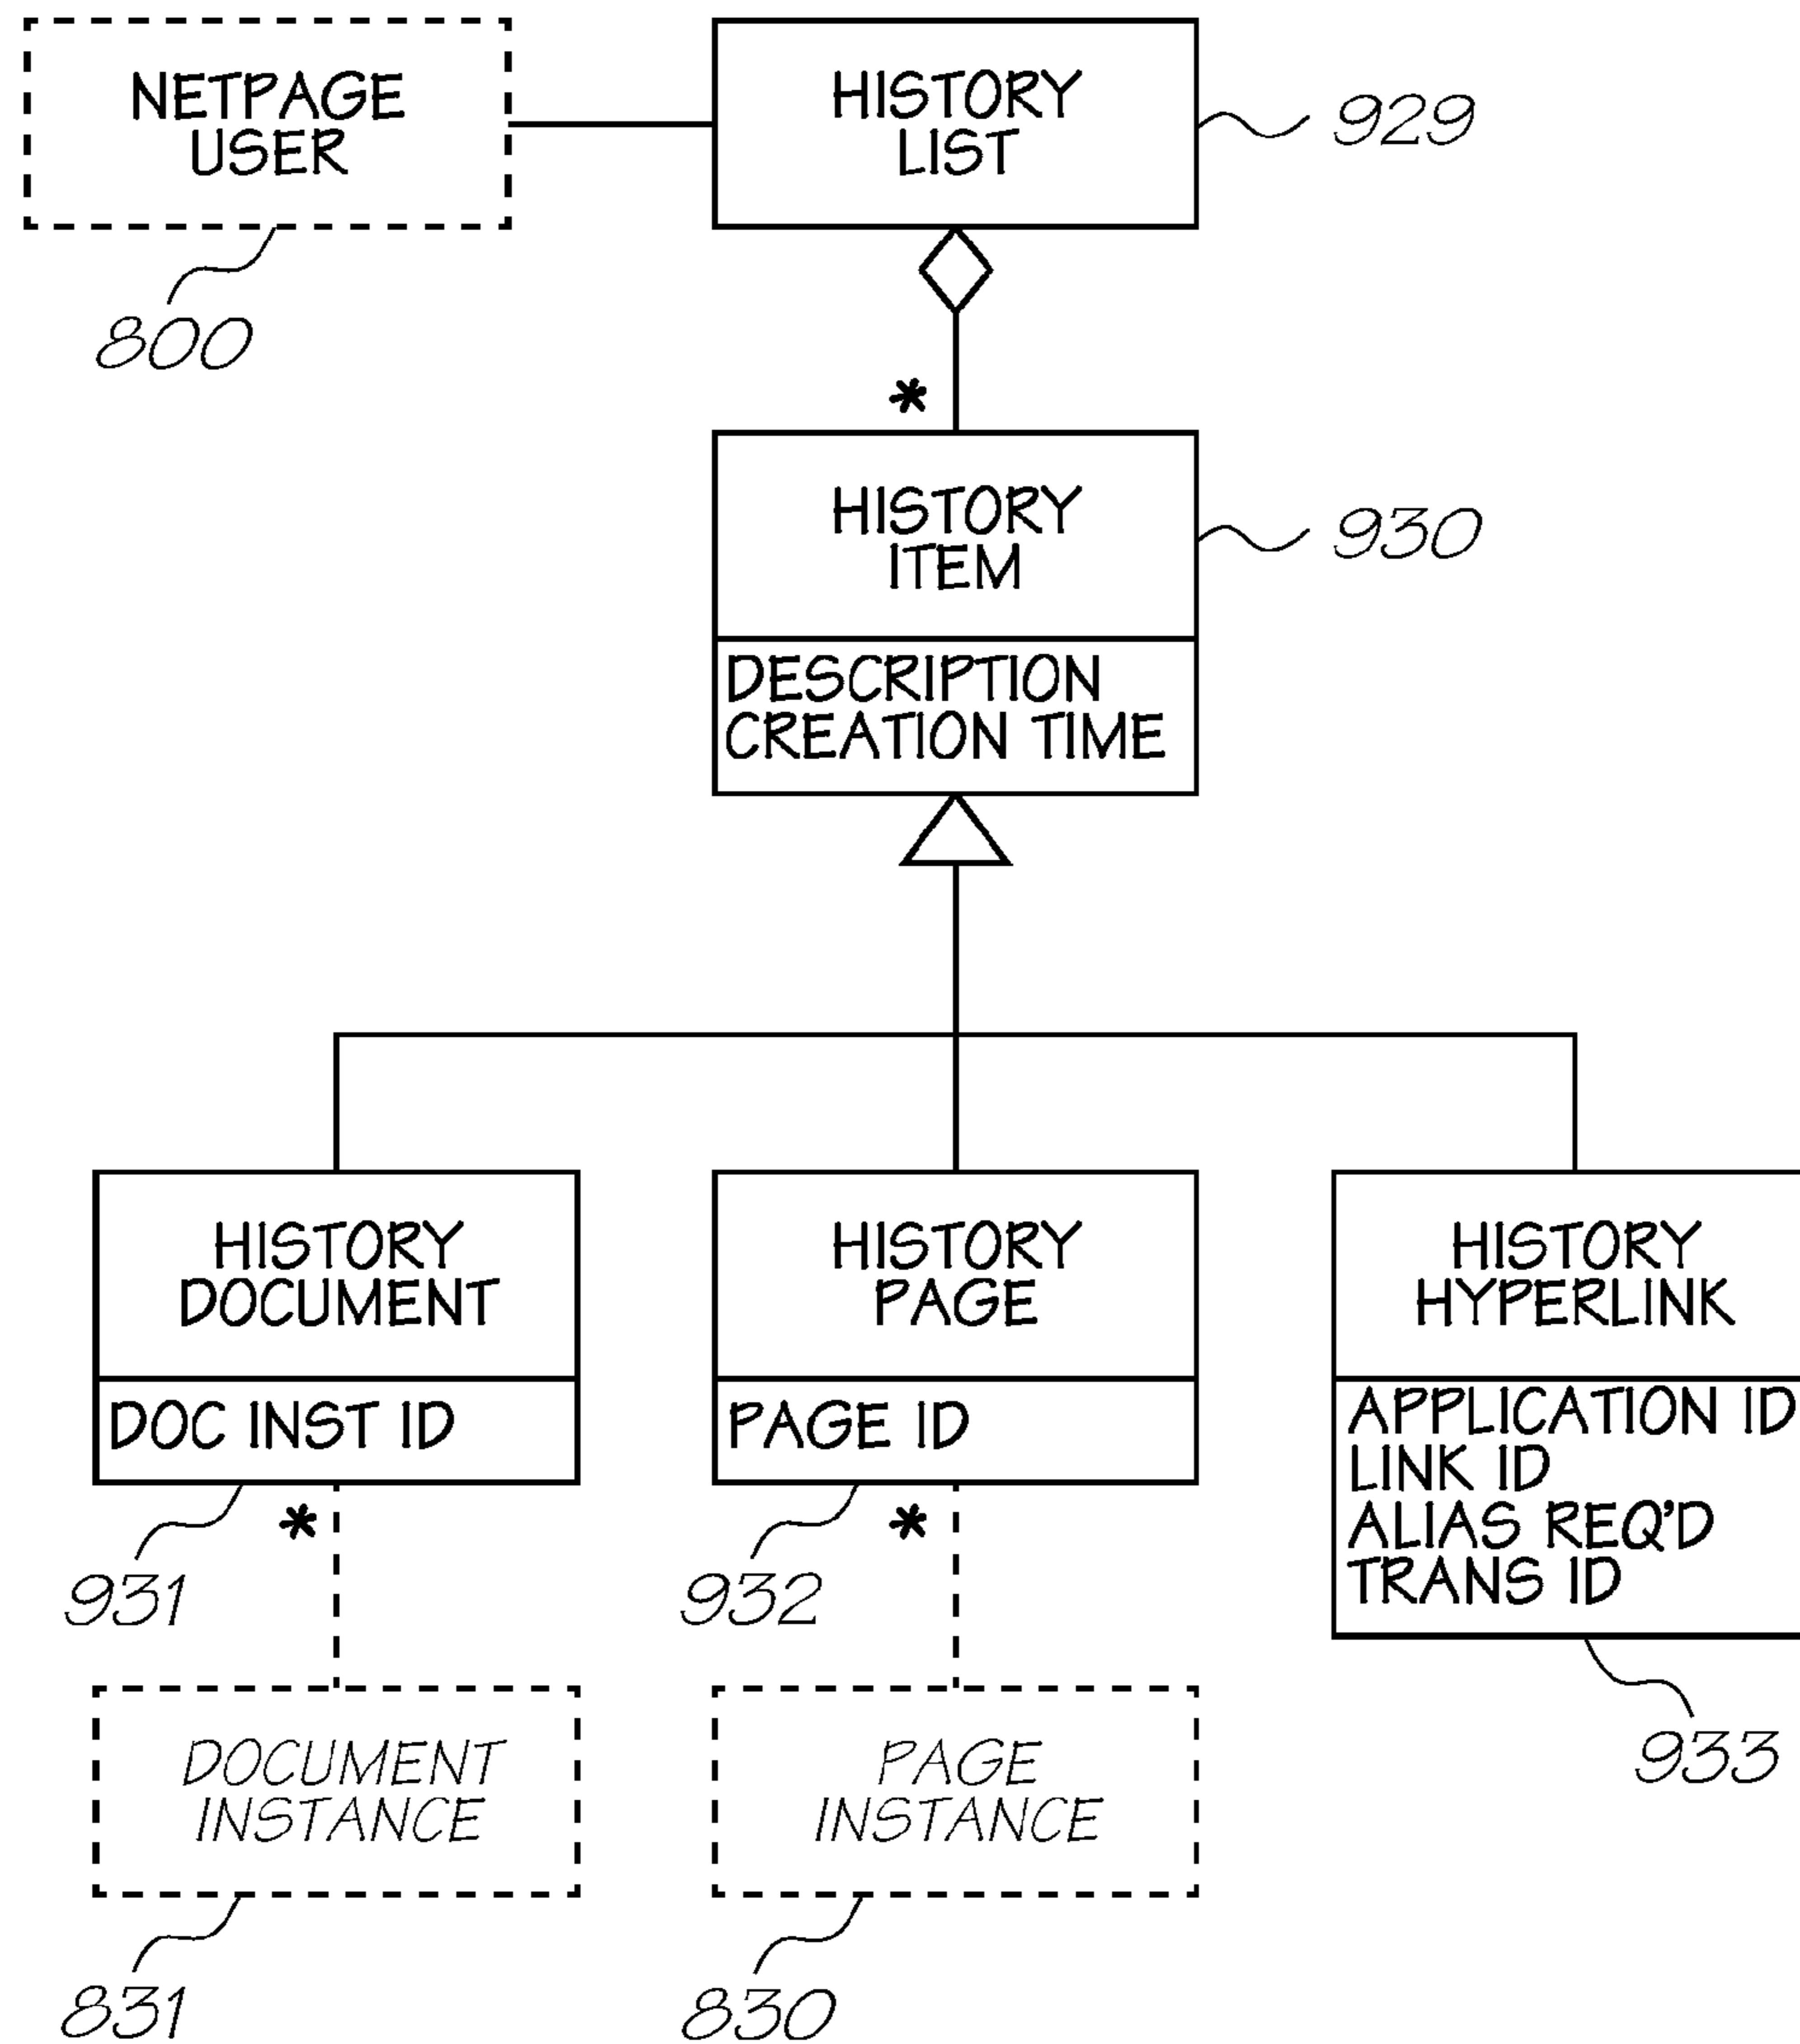 NETPAGE
USER
HISTORY
LIST
929
800
*
HISTORY
ITEM
930
DESCRIPTION
CREATION TIME
HISTORY
DOCUMENT
HISTORY
PAGE
HISTORY
HYPERLINK
DOC INST ID
PAGE ID
APPLICATION ID
LINK ID
ALIAS REQ'D
TRANS ID
*
*
931
932
933
DOCUMENT
INSTANCE
PAGE
INSTANCE
831
830